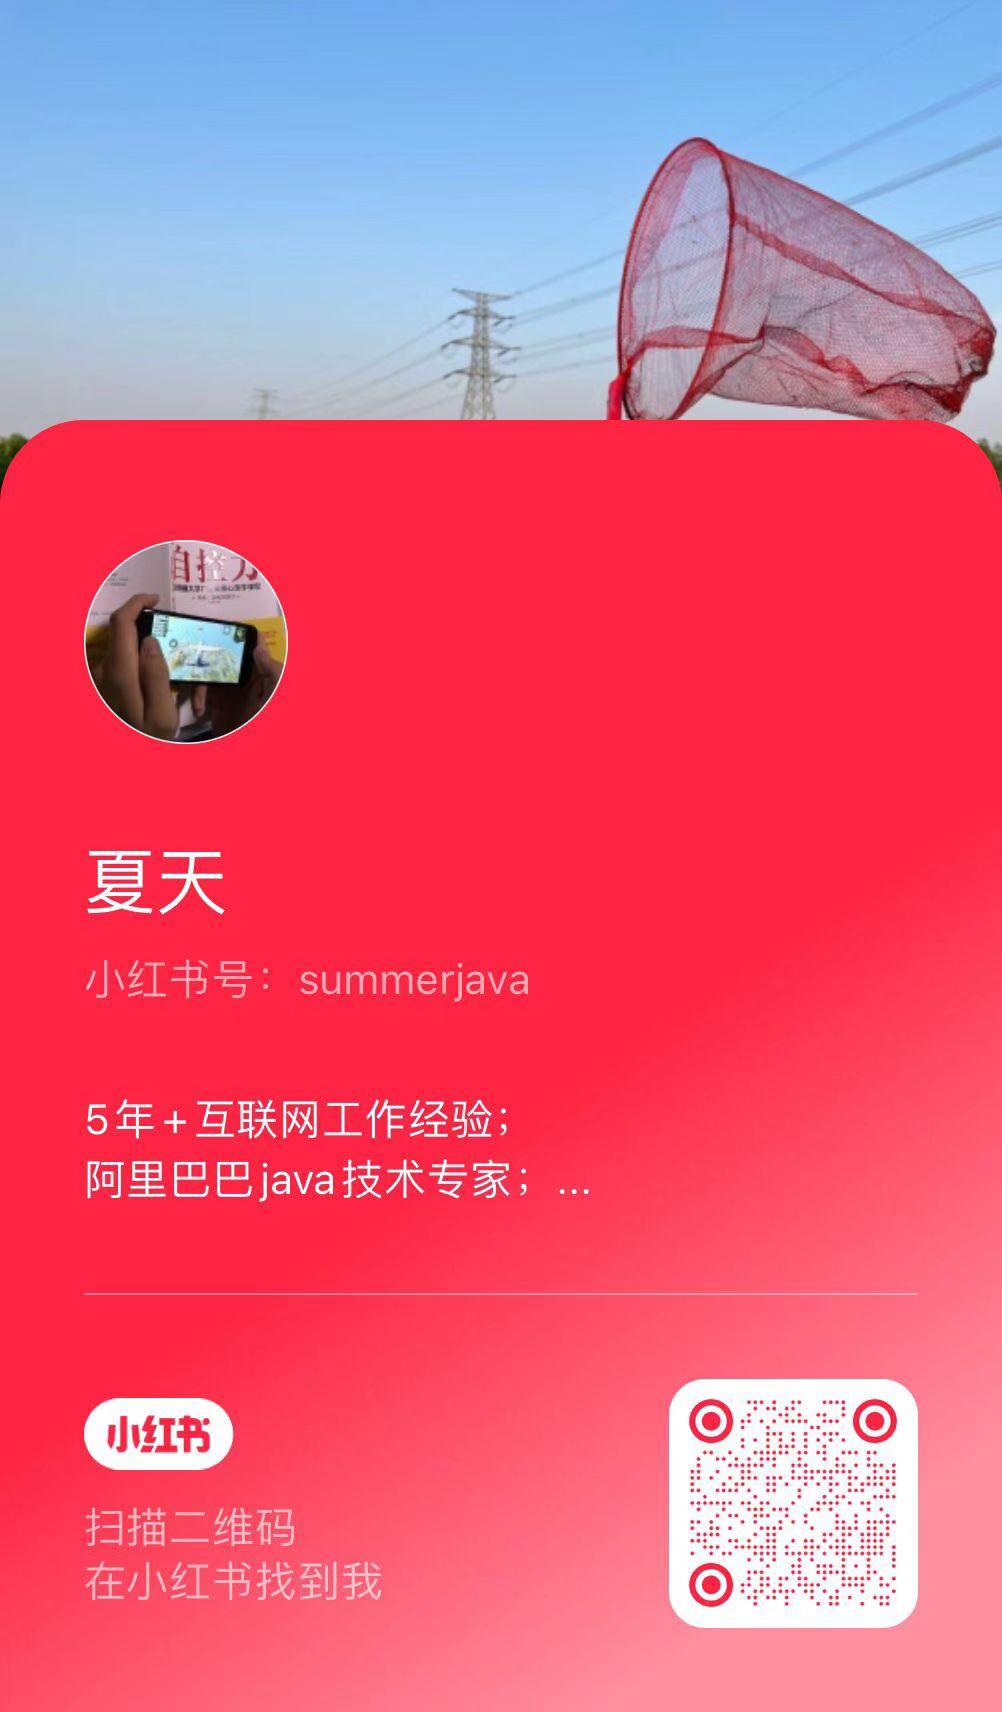 自控力
夏天
小红书号：summerjava
5年+互联网工作经验；
阿里巴巴java技术专家；...
小红书
扫描二维码
在小红书找到我